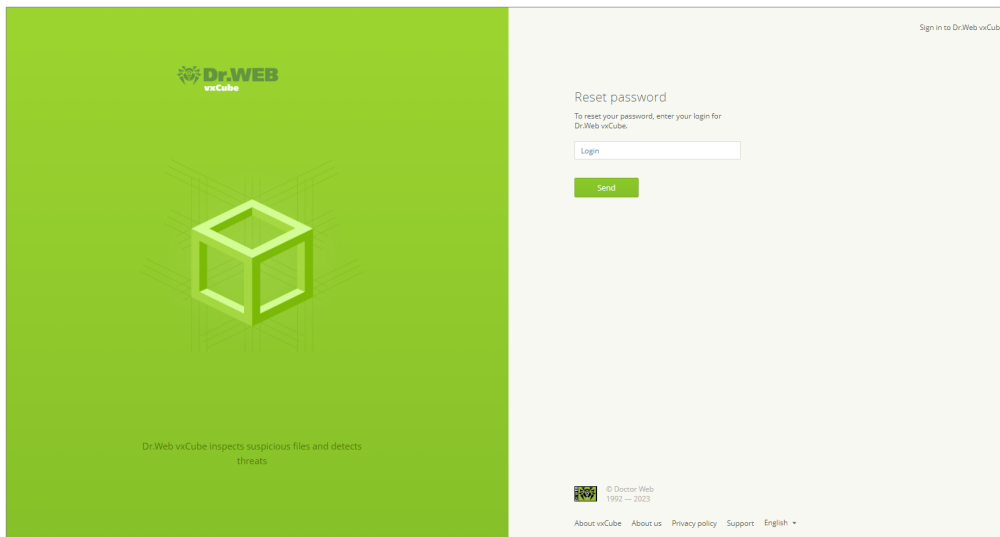 Sign in to Dr.Web vxCub
Dr.WEB
vxCube
Reset password
To reset your password, enter your login for
Dr.Web vxCube.
Login
Send
Dr.Web vxCube inspects suspicious files and detects
threats
© Doctor Web
1992 — 2023
About vxCube About us Privacy policy Support English